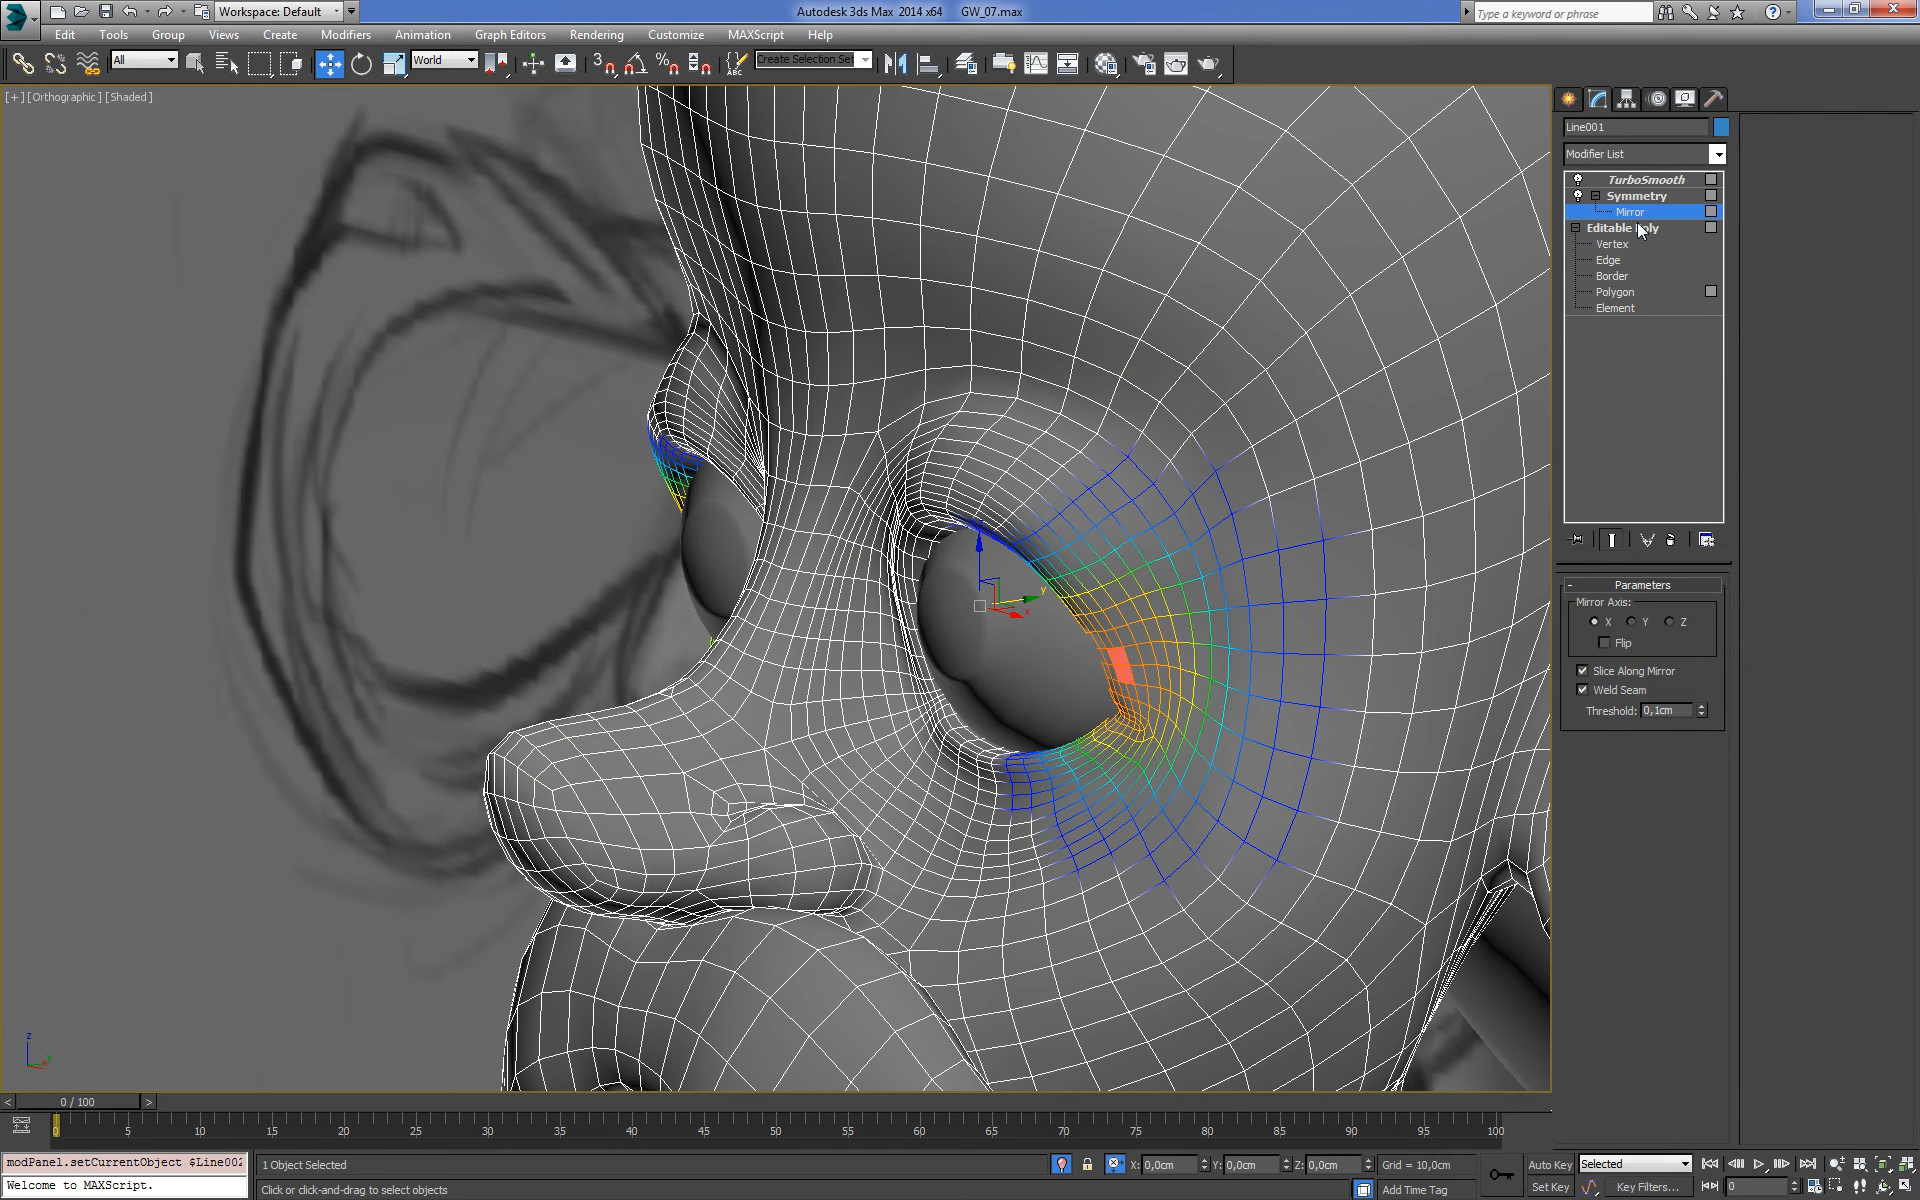 Workspace: Default
Autodesk 3ds Max 2014 x64 GW_07.max
Type a keyword or phrase
Edit Tools Group Views Create Modifiers Animation Graph Editors Rendering Customize MAXScript Help
All
World
3
ABC
Create Selection Set
[+] [Orthographic] [Shaded]
Line001
Modifier List
TurboSmooth
Symmetry
Mirror
Editable Poly
Vertex
Edge
Border
Polygon
Element
Parameters
Mirror Axis:
X Y Z
Flip
Slice Along Mirror
Weld Seam
Threshold: 0,1cm
y
x
z
0 / 100
0 5 10 15 20 25 30 35 40 45 50 55 60 65 70 75 80 85 90 95 100
modPanel.setCurrentObject $Line002
Welcome to MAXScript.
1 Object Selected
Click or click-and-drag to select objects
X: 0,0cm Y: 0,0cm Z: 0,0cm Grid = 10,0cm
Add Time Tag
Auto Key Selected
Set Key Key Filters...
0